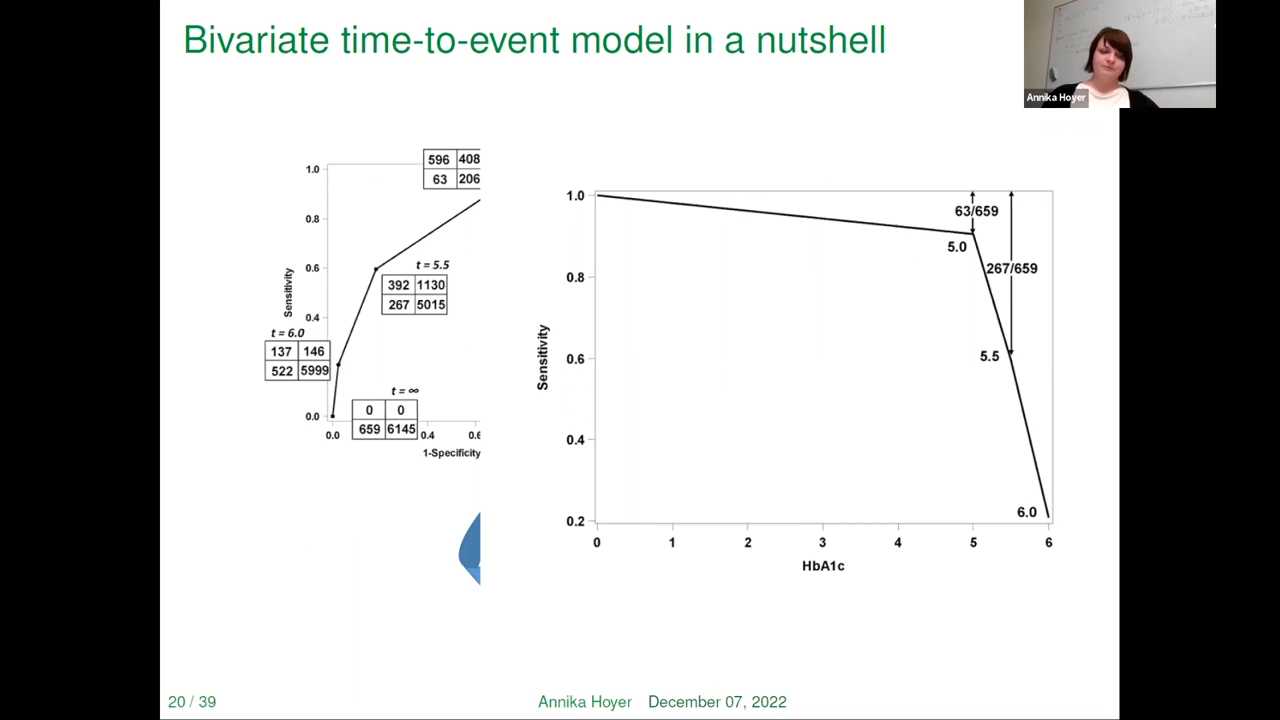 Bivariate time-to-event model in a nutshell
Annika Hoyer
596 408
63 206
1.0
0.8
0.6
0.4
0.0
Sensitivity
t = 5.5
392 1130
267 5015
t = 6.0
137 146
522 5999
t = ∞
0 0
659 6145
0.0 0.4 0.6
1-Specificity
1.0
0.8
0.6
0.4
0.2
Sensitivity
63/659
5.0
267/659
5.5
6.0
0 1 2 3 4 5 6
HbA1c
20 / 39
Annika Hoyer December 07, 2022